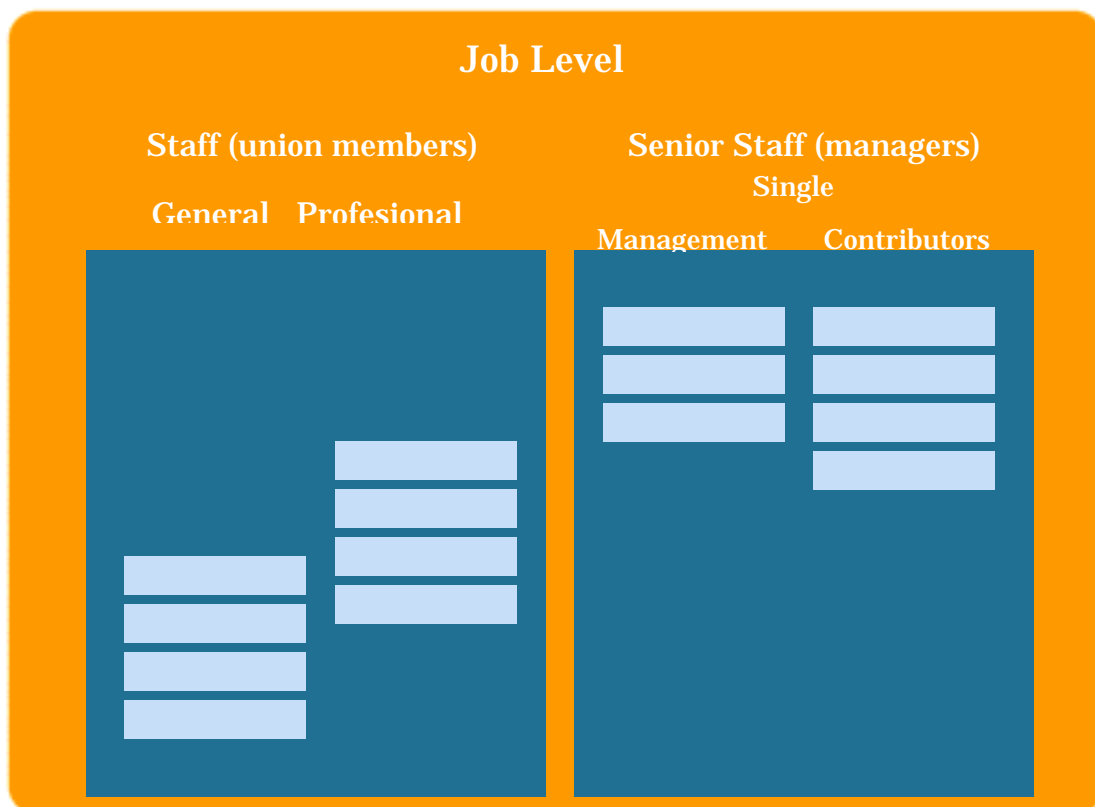 Job Level
Staff (union members)
Senior Staff (managers)
General Profesional
Single
Management Contributors